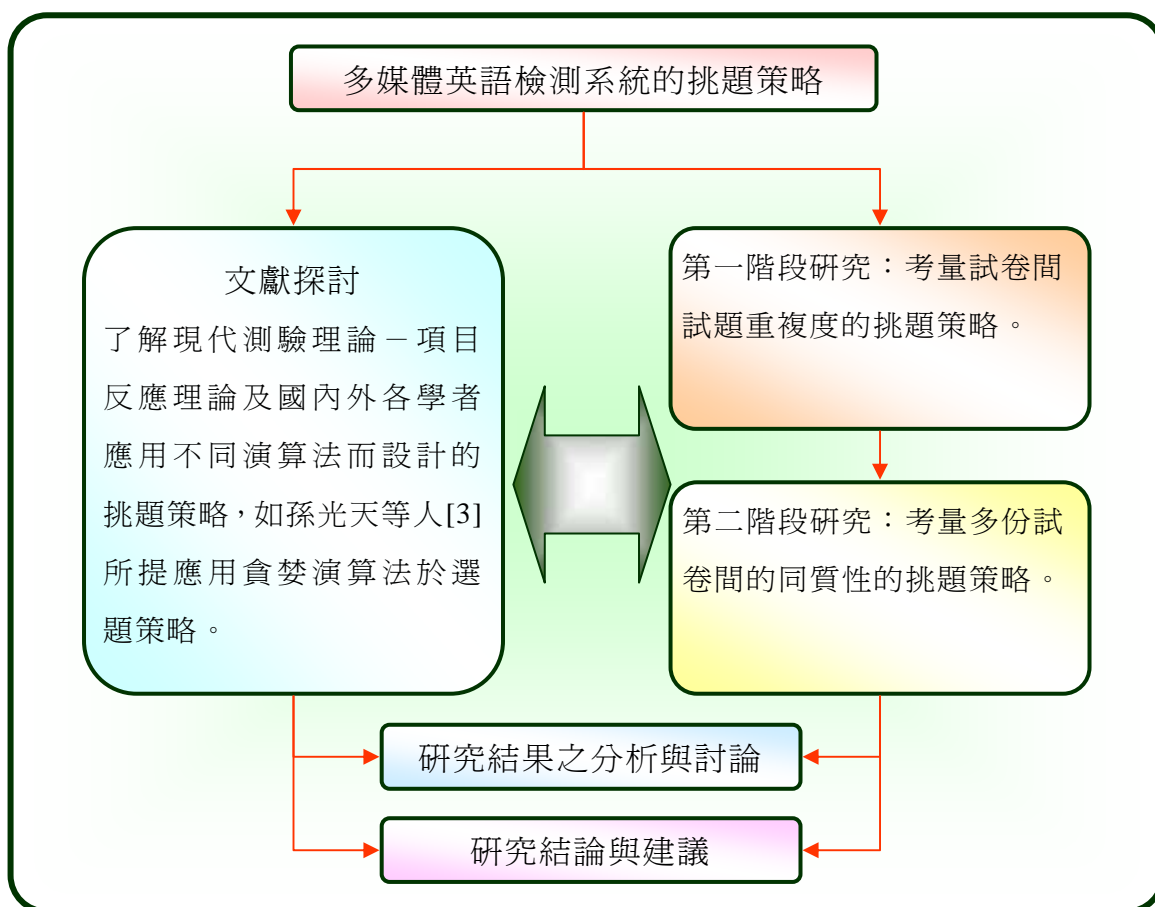 多媒體英語檢測系統的挑題策略
文獻探討
了解現代測驗理論－項目
反應理論及國內外各學者
應用不同演算法而設計的
挑題策略，如孫光天等人[3]
所提應用貪婪演算法於選
題策略。
第一階段研究：考量試卷間
試題重複度的挑題策略。
第二階段研究：考量多份試
卷間的同質性的挑題策略。
研究結果之分析與討論
研究結論與建議